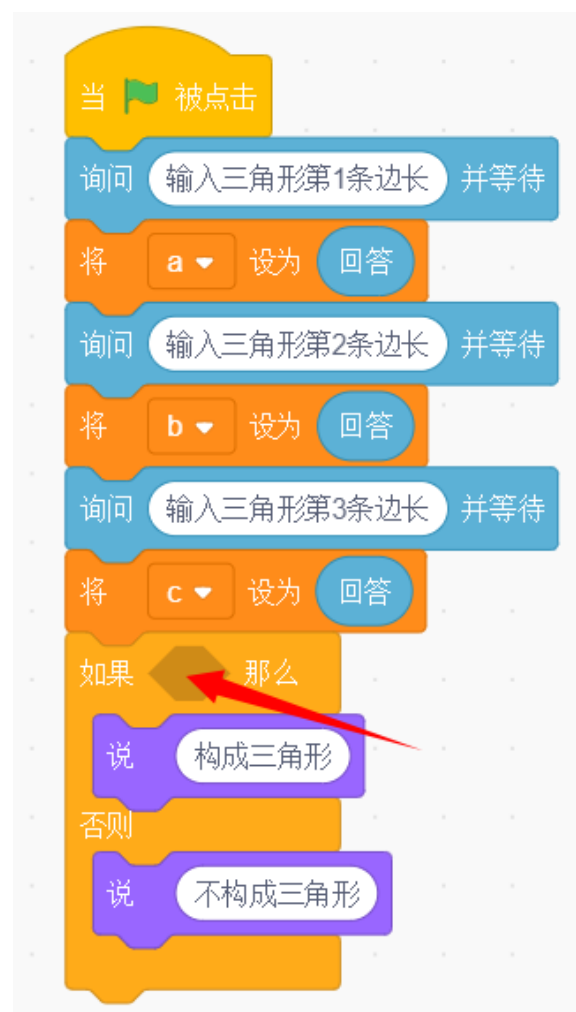 当 被点击
询问 输入三角形第1条边长 并等待
将 a 设为 回答
询问 输入三角形第2条边长 并等待
将 b 设为 回答
询问 输入三角形第3条边长 并等待
将 c 设为 回答
如果 那么
说 构成三角形
否则
说 不构成三角形